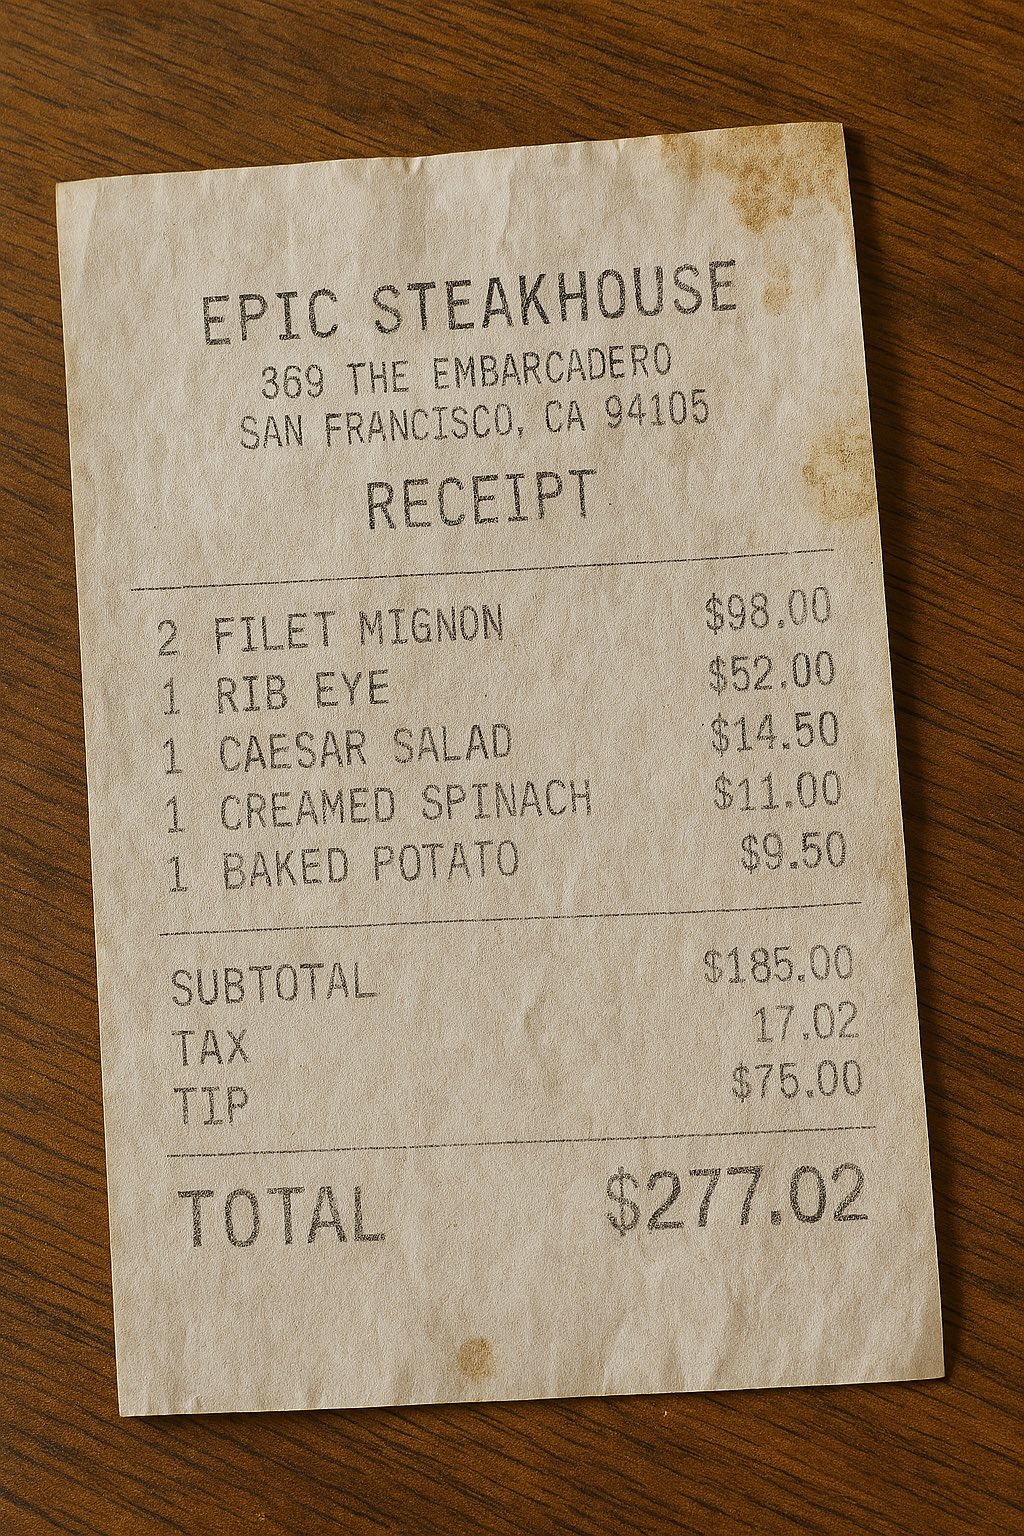 EPIC STEAKHOUSE
369 THE EMBARCADERO
SAN FRANCISCO, CA 94105
RECEIPT
2 FILET MIGNON $98.00
1 RIB EYE $52.00
1 CAESAR SALAD $14.50
1 CREAMED SPINACH $11.00
1 BAKED POTATO $9.50
SUBTOTAL $185.00
TAX 17.02
TIP $75.00
TOTAL $277.02